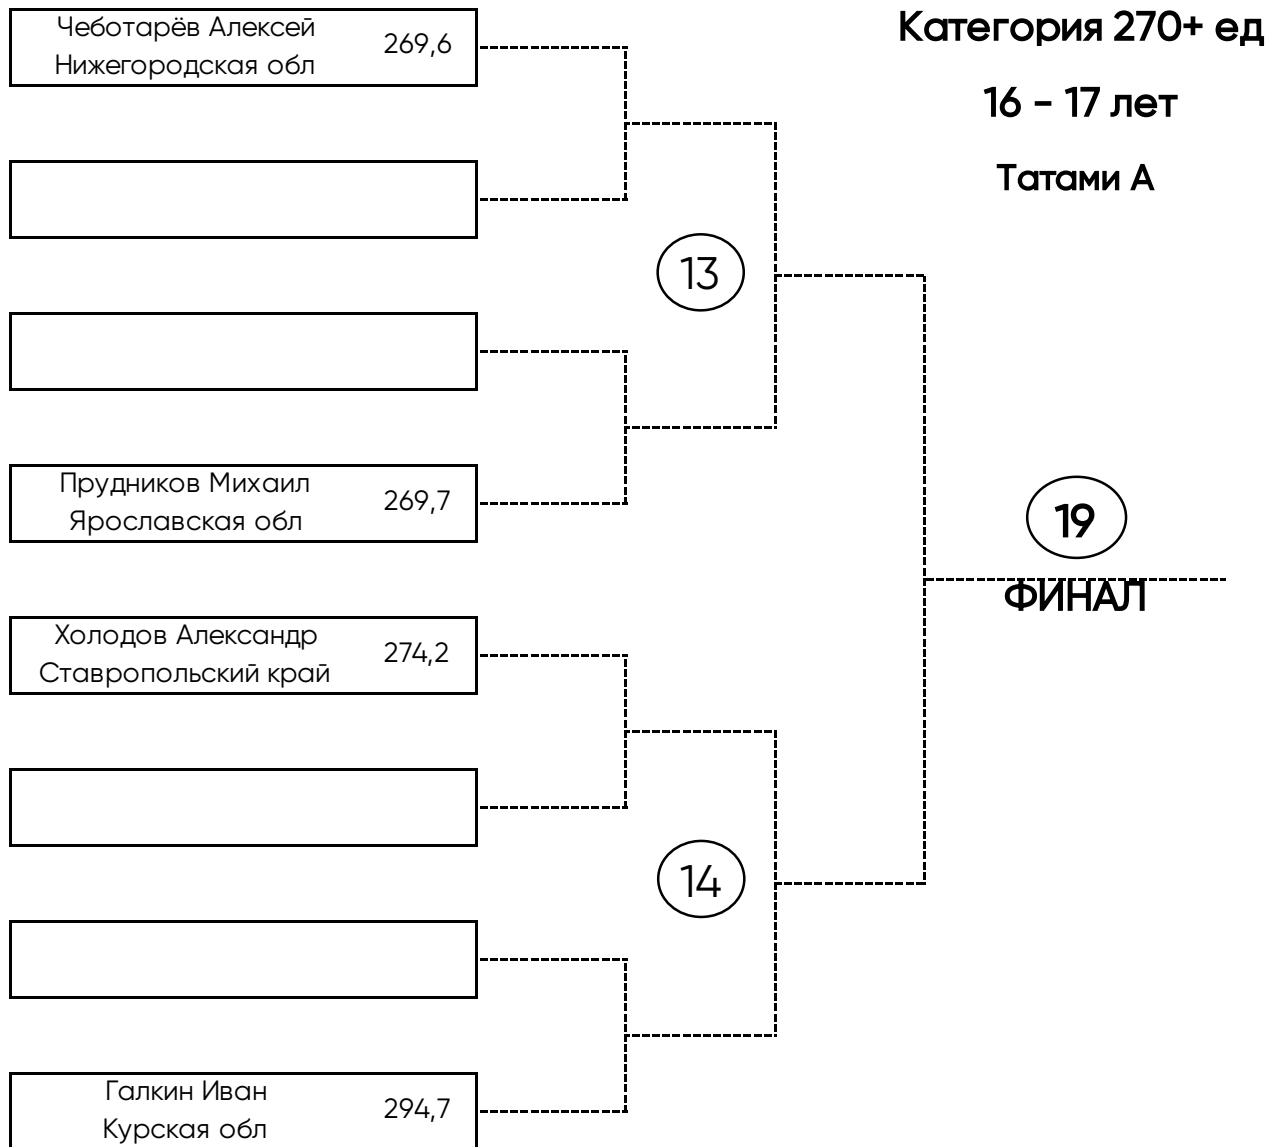 Чеботарёв Алексей
Нижегородская обл
269,6
Категория 270+ ед
16 - 17 лет
Татами А
13
Прудников Михаил
Ярославская обл
269,7
19
ФИНАЛ
Холодов Александр
Ставропольский край
274,2
14
Галкин Иван
Курская обл
294,7